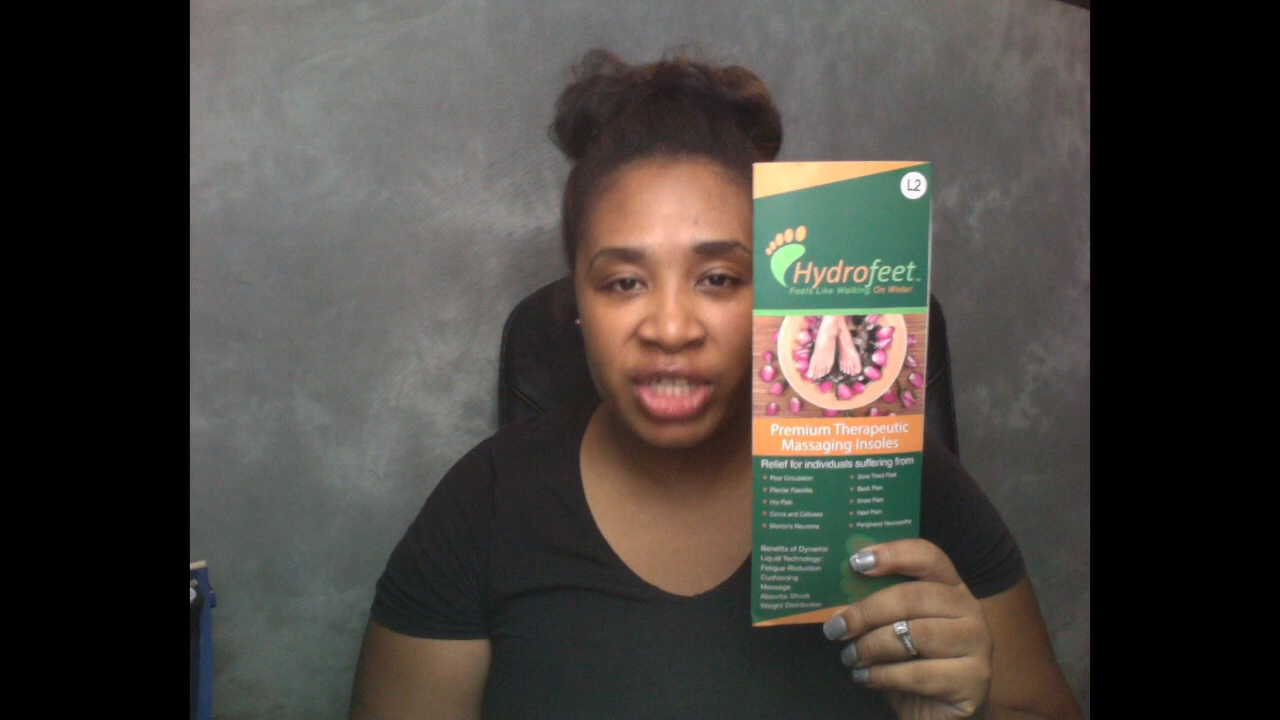 L2
Hydrofeet™
Feels Like Walking On Water
Premium Therapeutic
Massaging Insoles
Relief for individuals suffering from
Poor Circulation
Plantar Fasciitis
Hip Pain
Corns and Calluses
Morton's Neuroma
Sore Tired Feet
Back Pain
Knee Pain
Heel Pain
Peripheral Neuropathy
Benefits of Dynamic
Liquid Technology:
Fatigue Reduction
Cushioning
Massage
Absorbs Shock
Weight Distribution